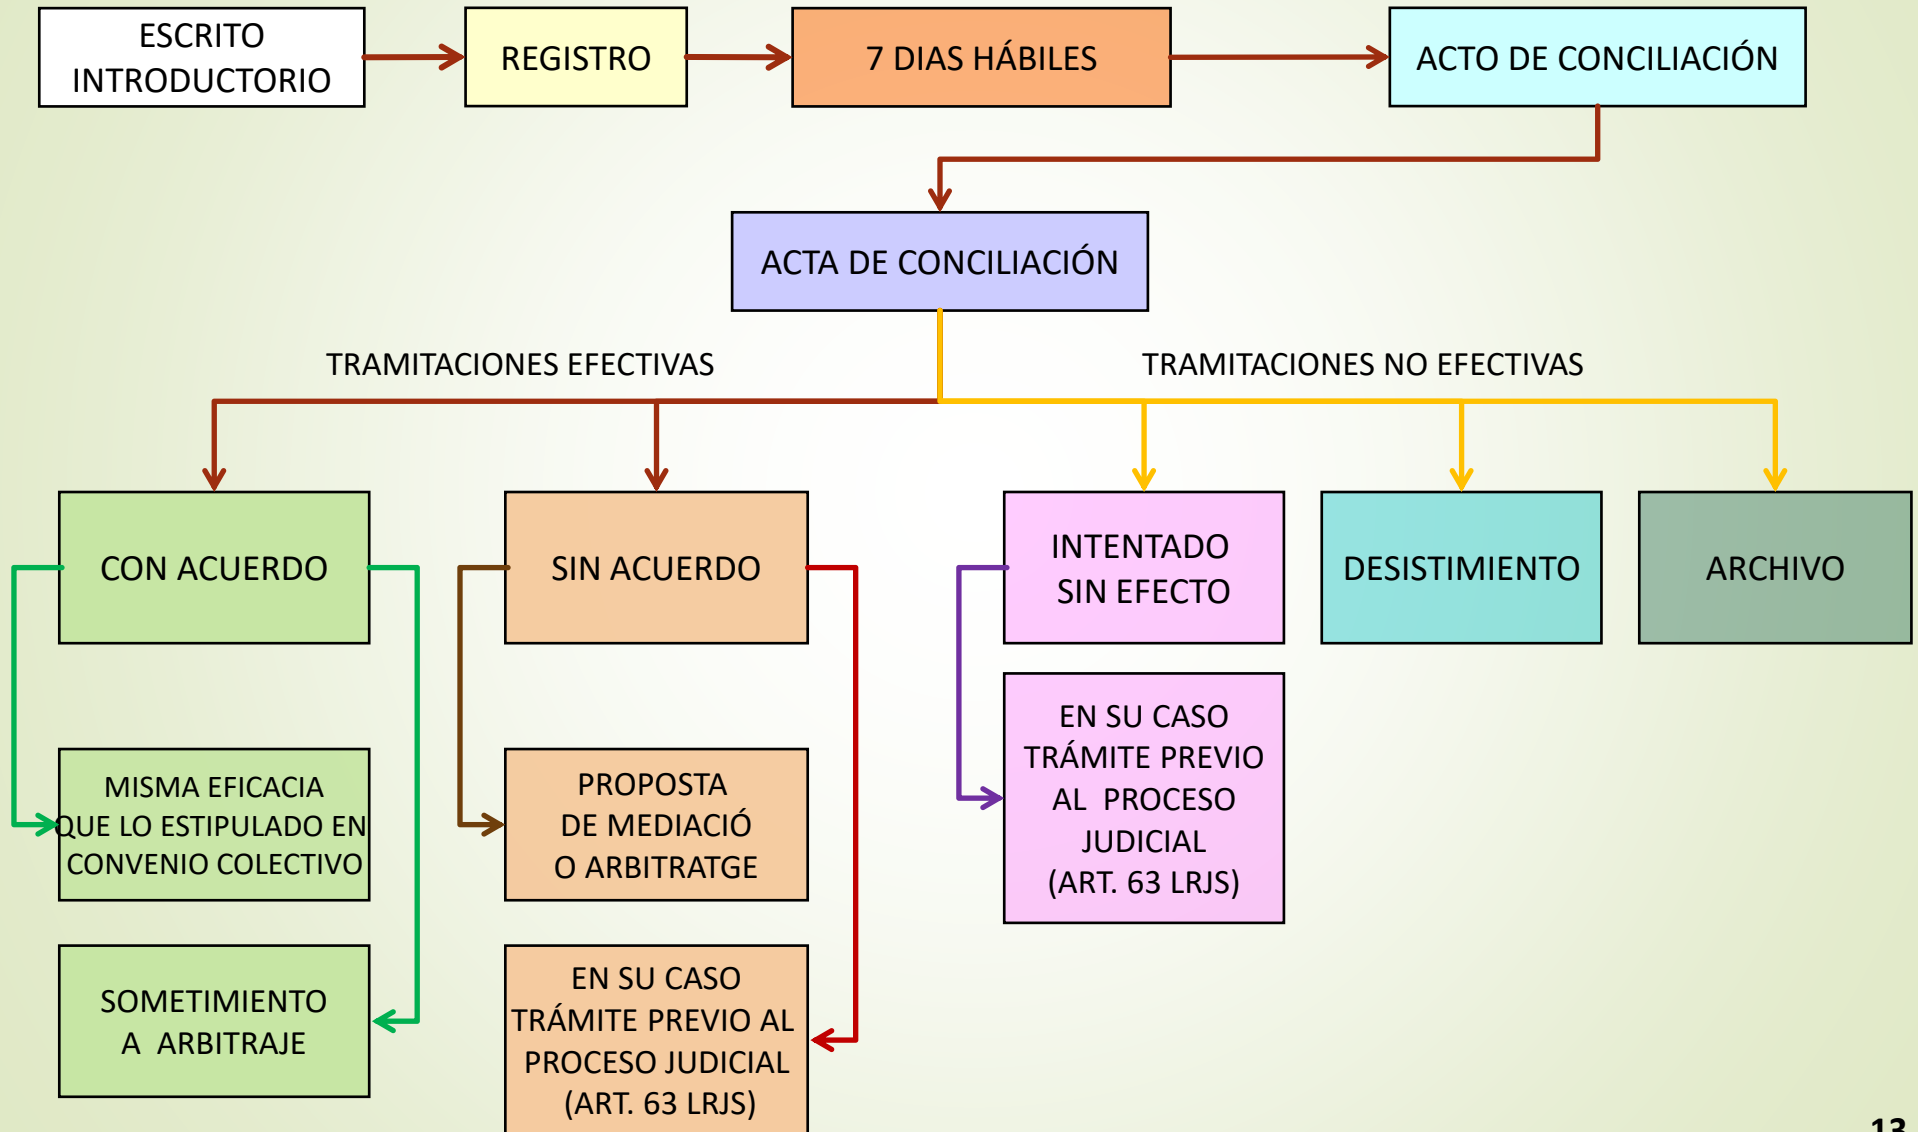 ESCRITO
INTRODUCTORIO
REGISTRO
7 DIAS HÁBILES
ACTO DE CONCILIACIÓN
ACTA DE CONCILIACIÓN
TRAMITACIONES EFECTIVAS
TRAMITACIONES NO EFECTIVAS
CON ACUERDO
SIN ACUERDO
INTENTADO
SIN EFECTO
DESISTIMIENTO
ARCHIVO
MISMA EFICACIA
QUE LO ESTIPULADO EN
CONVENIO COLECTIVO
PROPOSTA
DE MEDIACIÓ
O ARBITRATGE
EN SU CASO
TRÁMITE PREVIO
AL PROCESO
JUDICIAL
(ART. 63 LRJS)
SOMETIMIENTO
A ARBITRAJE
EN SU CASO
TRÁMITE PREVIO AL
PROCESO JUDICIAL
(ART. 63 LRJS)
13